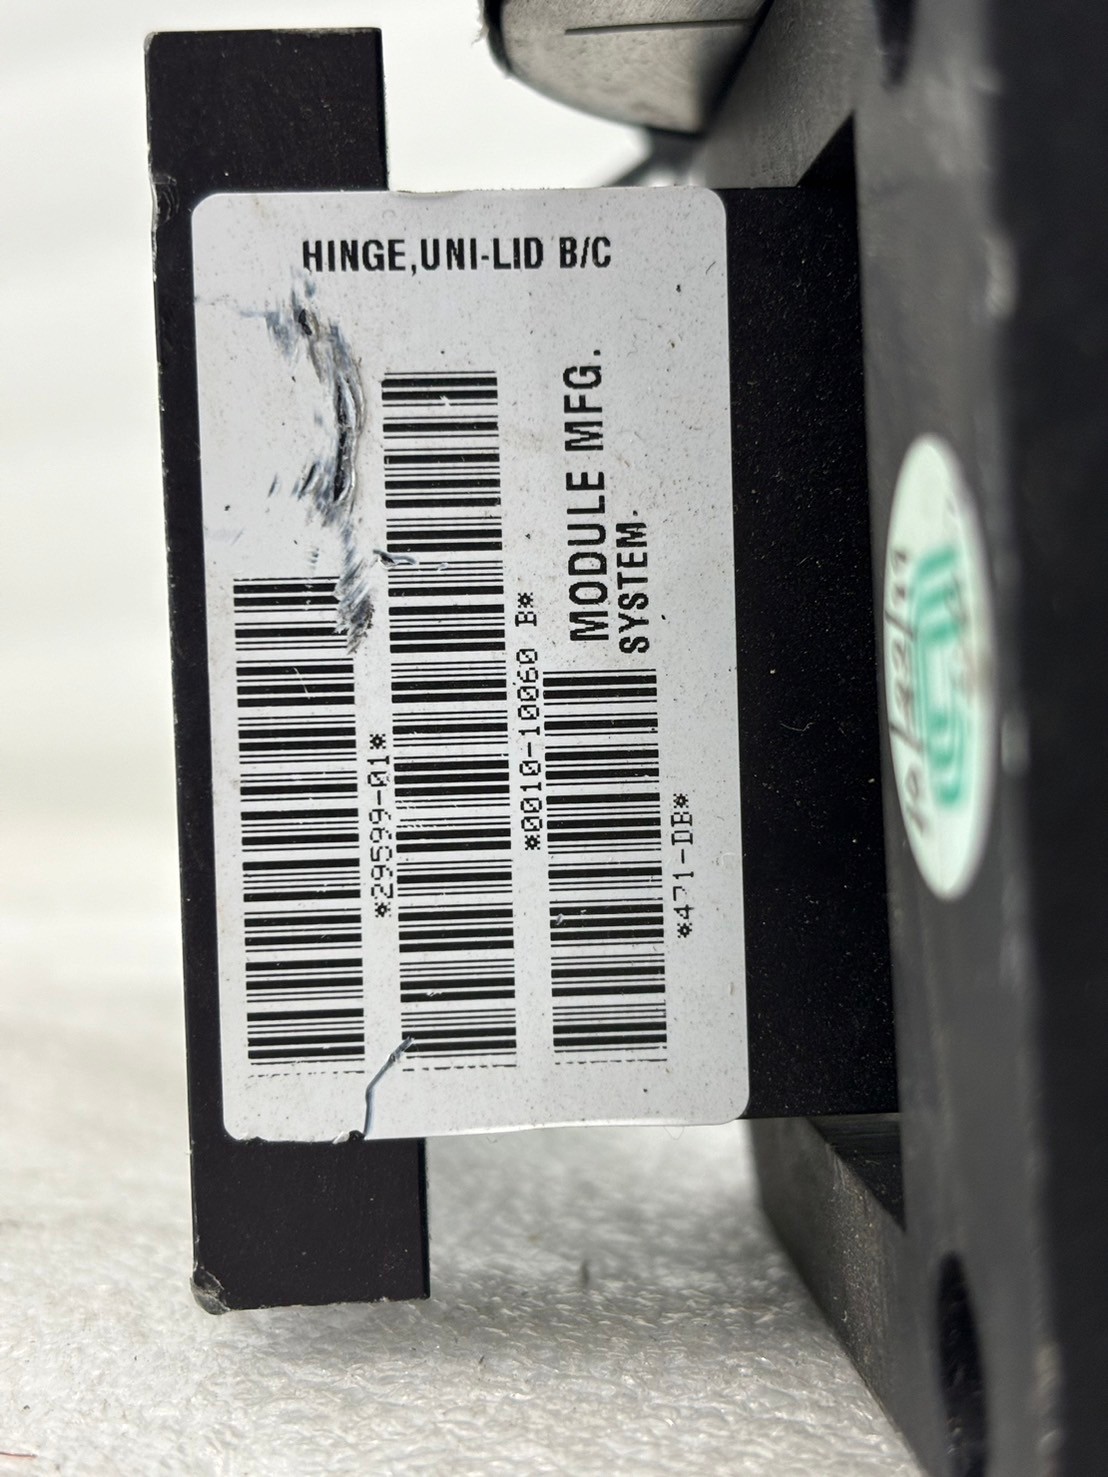 HINGE,UNI-LID B/C
*29599-01*
*0010-10060 B*
MODULE MFG.
SYSTEM.
*471-DB*